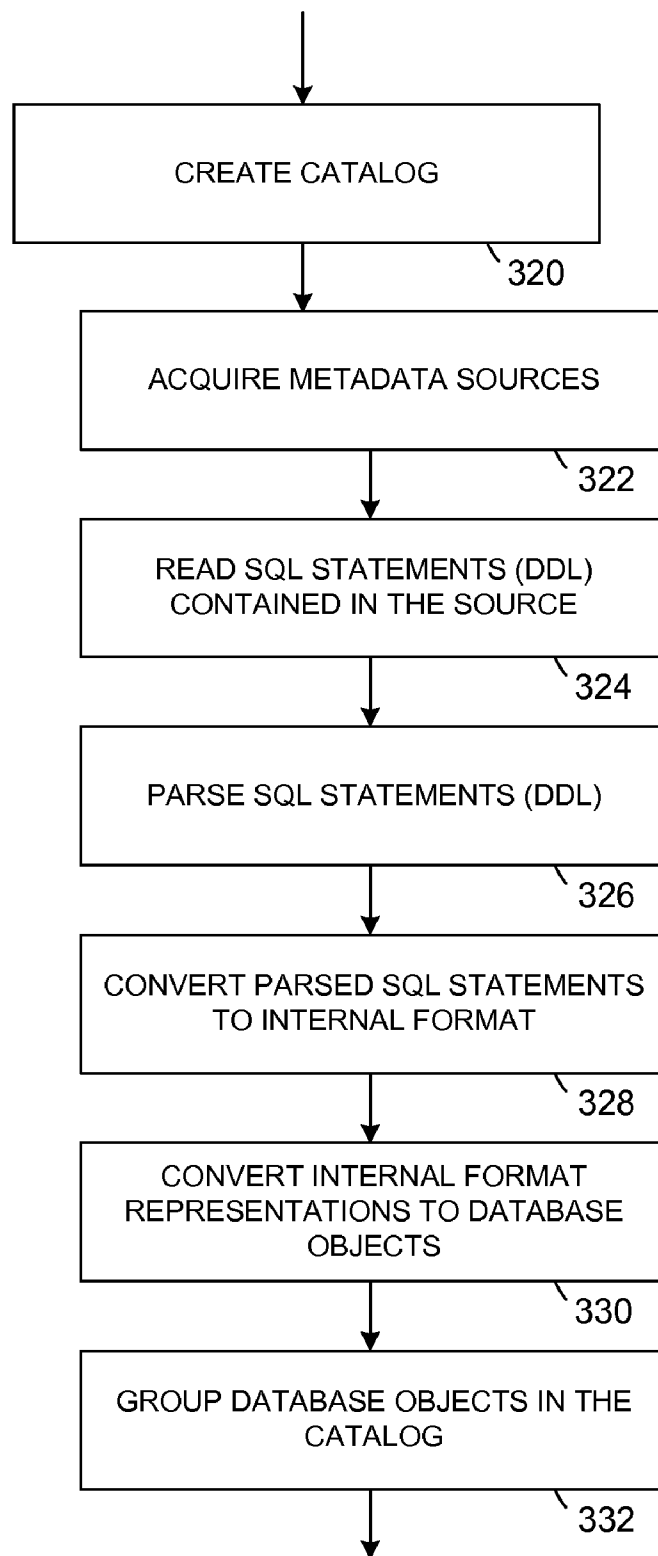 CREATE CATALOG
320
ACQUIRE METADATA SOURCES
322
READ SQL STATEMENTS (DDL)
CONTAINED IN THE SOURCE
324
PARSE SQL STATEMENTS (DDL)
326
CONVERT PARSED SQL STATEMENTS
TO INTERNAL FORMAT
328
CONVERT INTERNAL FORMAT
REPRESENTATIONS TO DATABASE
OBJECTS
330
GROUP DATABASE OBJECTS IN THE
CATALOG
332